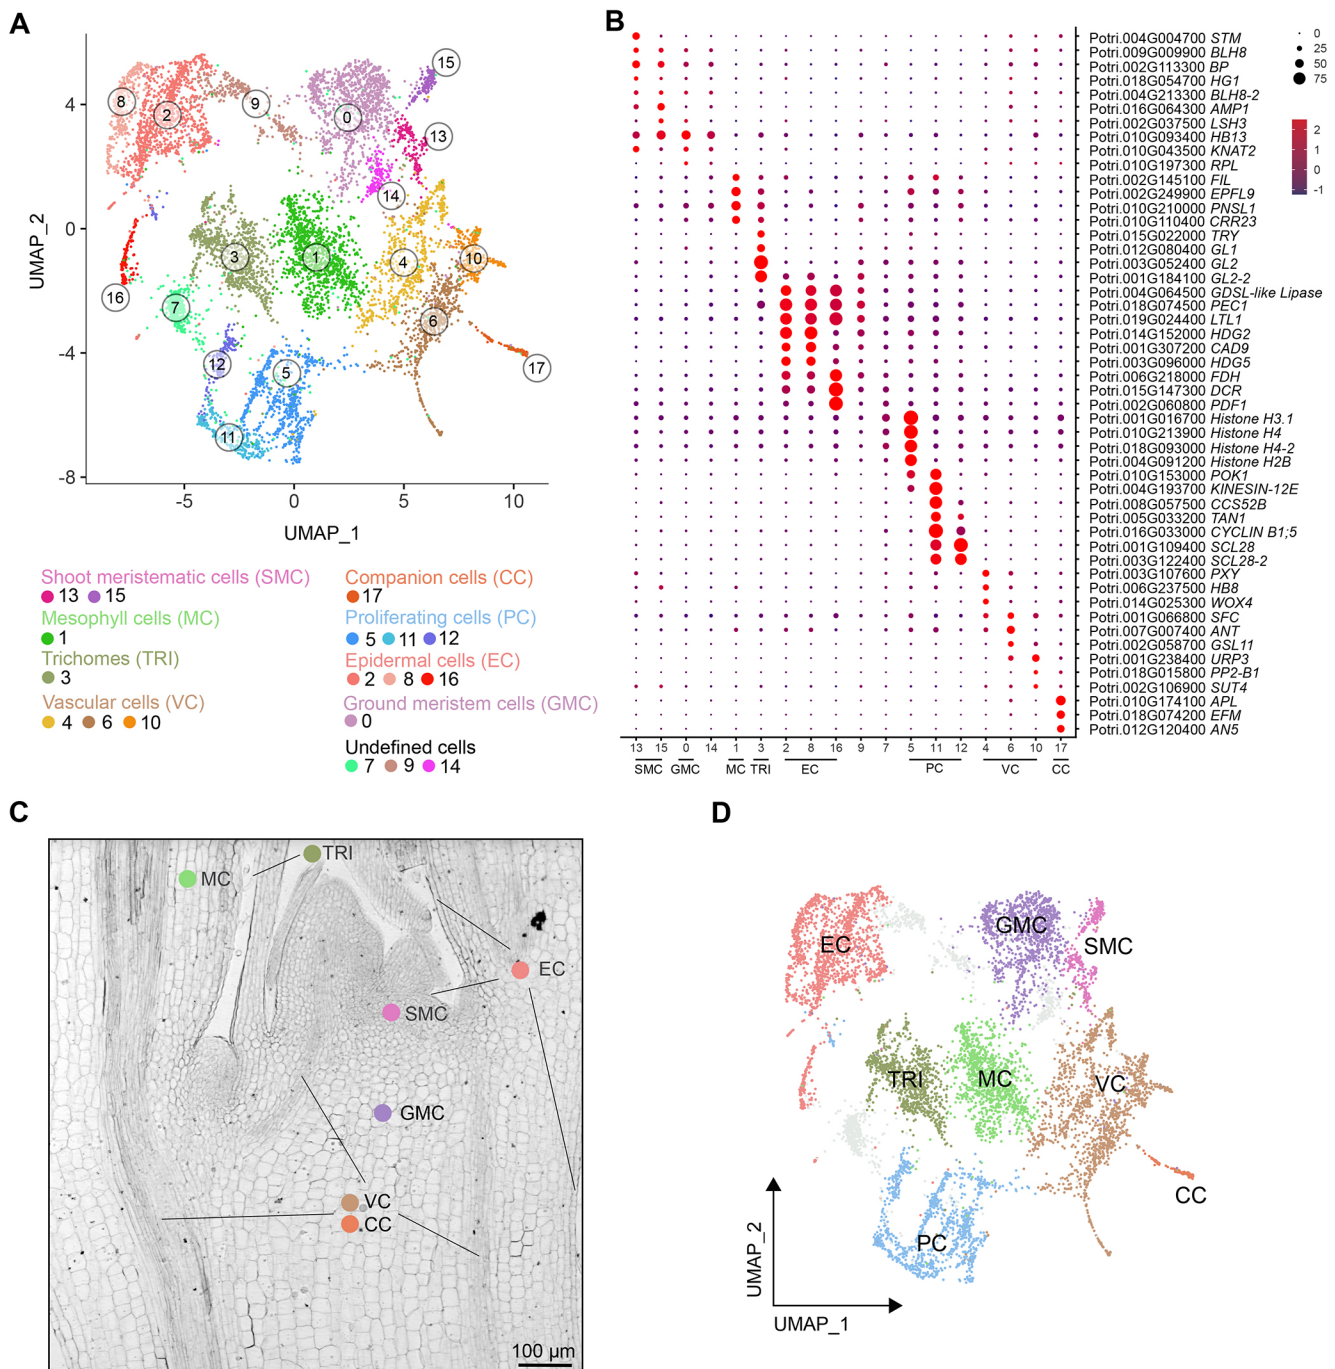 A
UMAP_2
4
0
-4
-8
-5
0
5
10
UMAP_1
8
2
9
0
15
13
14
3
1
4
10
16
7
6
12
5
17
11
Shoot meristematic cells (SMC)
13 15
Mesophyll cells (MC)
1
Trichomes (TRI)
3
Vascular cells (VC)
4 6 10
Companion cells (CC)
17
Proliferating cells (PC)
5 11 12
Epidermal cells (EC)
2 8 16
Ground meristem cells (GMC)
0
Undefined cells
7 9 14
B
Potri.004G004700 STM
Potri.009G009900 BLH8
Potri.002G113300 BP
Potri.018G054700 HG1
Potri.004G213300 BLH8-2
Potri.016G064300 AMP1
Potri.002G037500 LSH3
Potri.010G093400 HB13
Potri.010G043500 KNAT2
Potri.010G197300 RPL
Potri.002G145100 FIL
Potri.002G249900 EPFL9
Potri.010G210000 PNSL1
Potri.010G110400 CRR23
Potri.015G022000 TRY
Potri.012G080400 GL1
Potri.003G052400 GL2
Potri.001G184100 GL2-2
Potri.004G064500 GDSL-like Lipase
Potri.018G074500 PEC1
Potri.019G024400 LTL1
Potri.014G152000 HDG2
Potri.001G307200 CAD9
Potri.003G096000 HDG5
Potri.006G218000 FDH
Potri.015G147300 DCR
Potri.002G060800 PDF1
Potri.001G016700 Histone H3.1
Potri.010G213900 Histone H4
Potri.018G093000 Histone H4-2
Potri.004G091200 Histone H2B
Potri.010G153000 POK1
Potri.004G193700 KINESIN-12E
Potri.008G057500 CCS52B
Potri.005G033200 TAN1
Potri.016G033000 CYCLIN B1;5
Potri.001G109400 SCL28
Potri.003G122400 SCL28-2
Potri.003G107600 PXY
Potri.006G237500 HB8
Potri.014G025300 WOX4
Potri.001G066800 SFC
Potri.007G007400 ANT
Potri.002G058700 GSL11
Potri.001G238400 URP3
Potri.018G015800 PP2-B1
Potri.002G106900 SUT4
Potri.010G174100 APL
Potri.018G074200 EFM
Potri.012G120400 AN5
13 15 0 14 1 3 2 8 16 9 7 5 11 12 4 6 10 17
SMC GMC MC TRI EC PC VC CC
0
25
50
75
2
1
0
-1
C
TRI
MC
EC
SMC
GMC
VC
CC
100 µm
D
EC
GMC
SMC
TRI
MC
VC
CC
PC
UMAP_2
UMAP_1